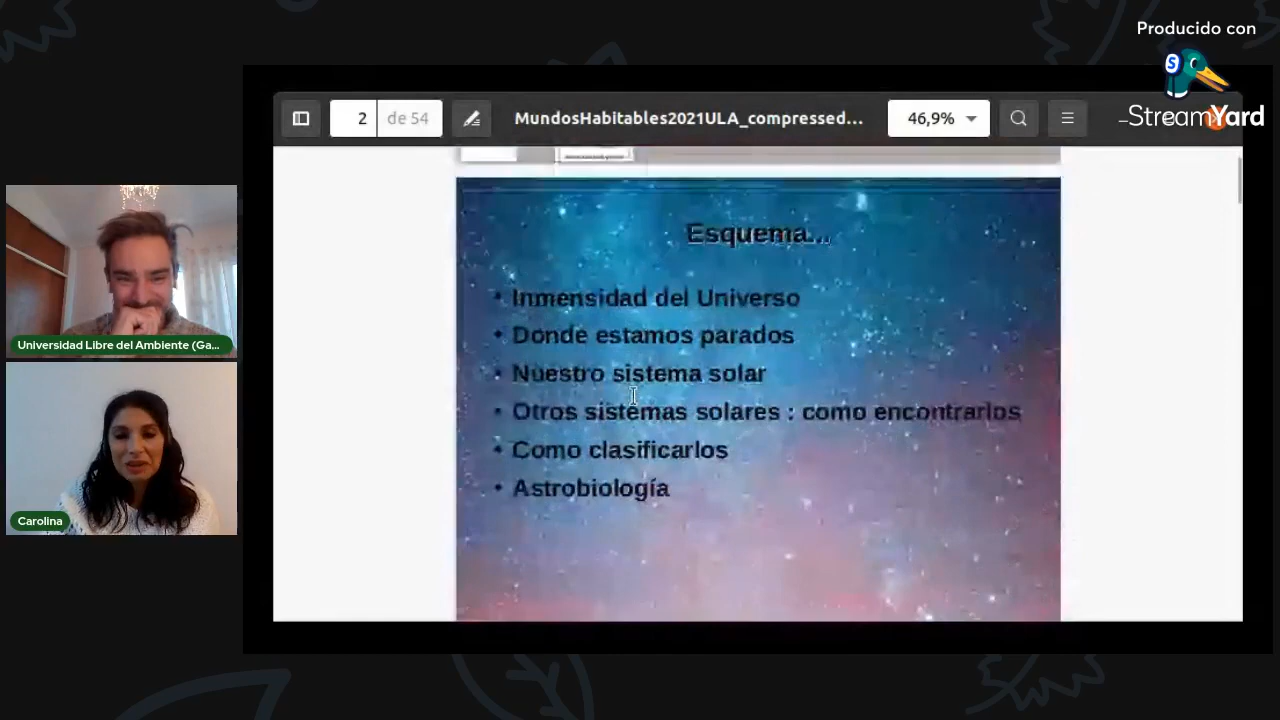 Producido con
StreamYard
2 de 54 MundosHabitables2021ULA_compressed... 46,9%
Esquema...
• Inmensidad del Universo
• Donde estamos parados
• Nuestro sistema solar
• Otros sistemas solares : como encontrarlos
• Como clasificarlos
• Astrobiología
Universidad Libre del Ambiente (Ga...
Carolina